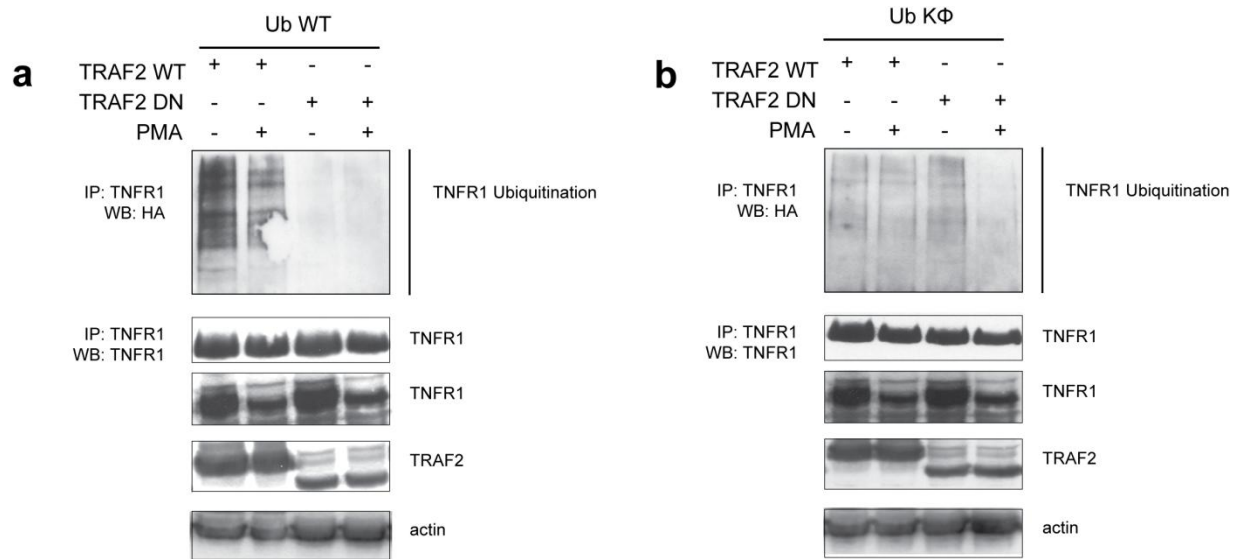 Ub WT
a
TRAF2 WT + + - -
TRAF2 DN - - + +
PMA - + - +
IP: TNFR1
WB: HA
TNFR1 Ubiquitination
IP: TNFR1
WB: TNFR1
TNFR1
TNFR1
TRAF2
actin
Ub KΦ
b
TRAF2 WT + + - -
TRAF2 DN - - + +
PMA - + - +
IP: TNFR1
WB: HA
TNFR1 Ubiquitination
IP: TNFR1
WB: TNFR1
TNFR1
TNFR1
TRAF2
actin